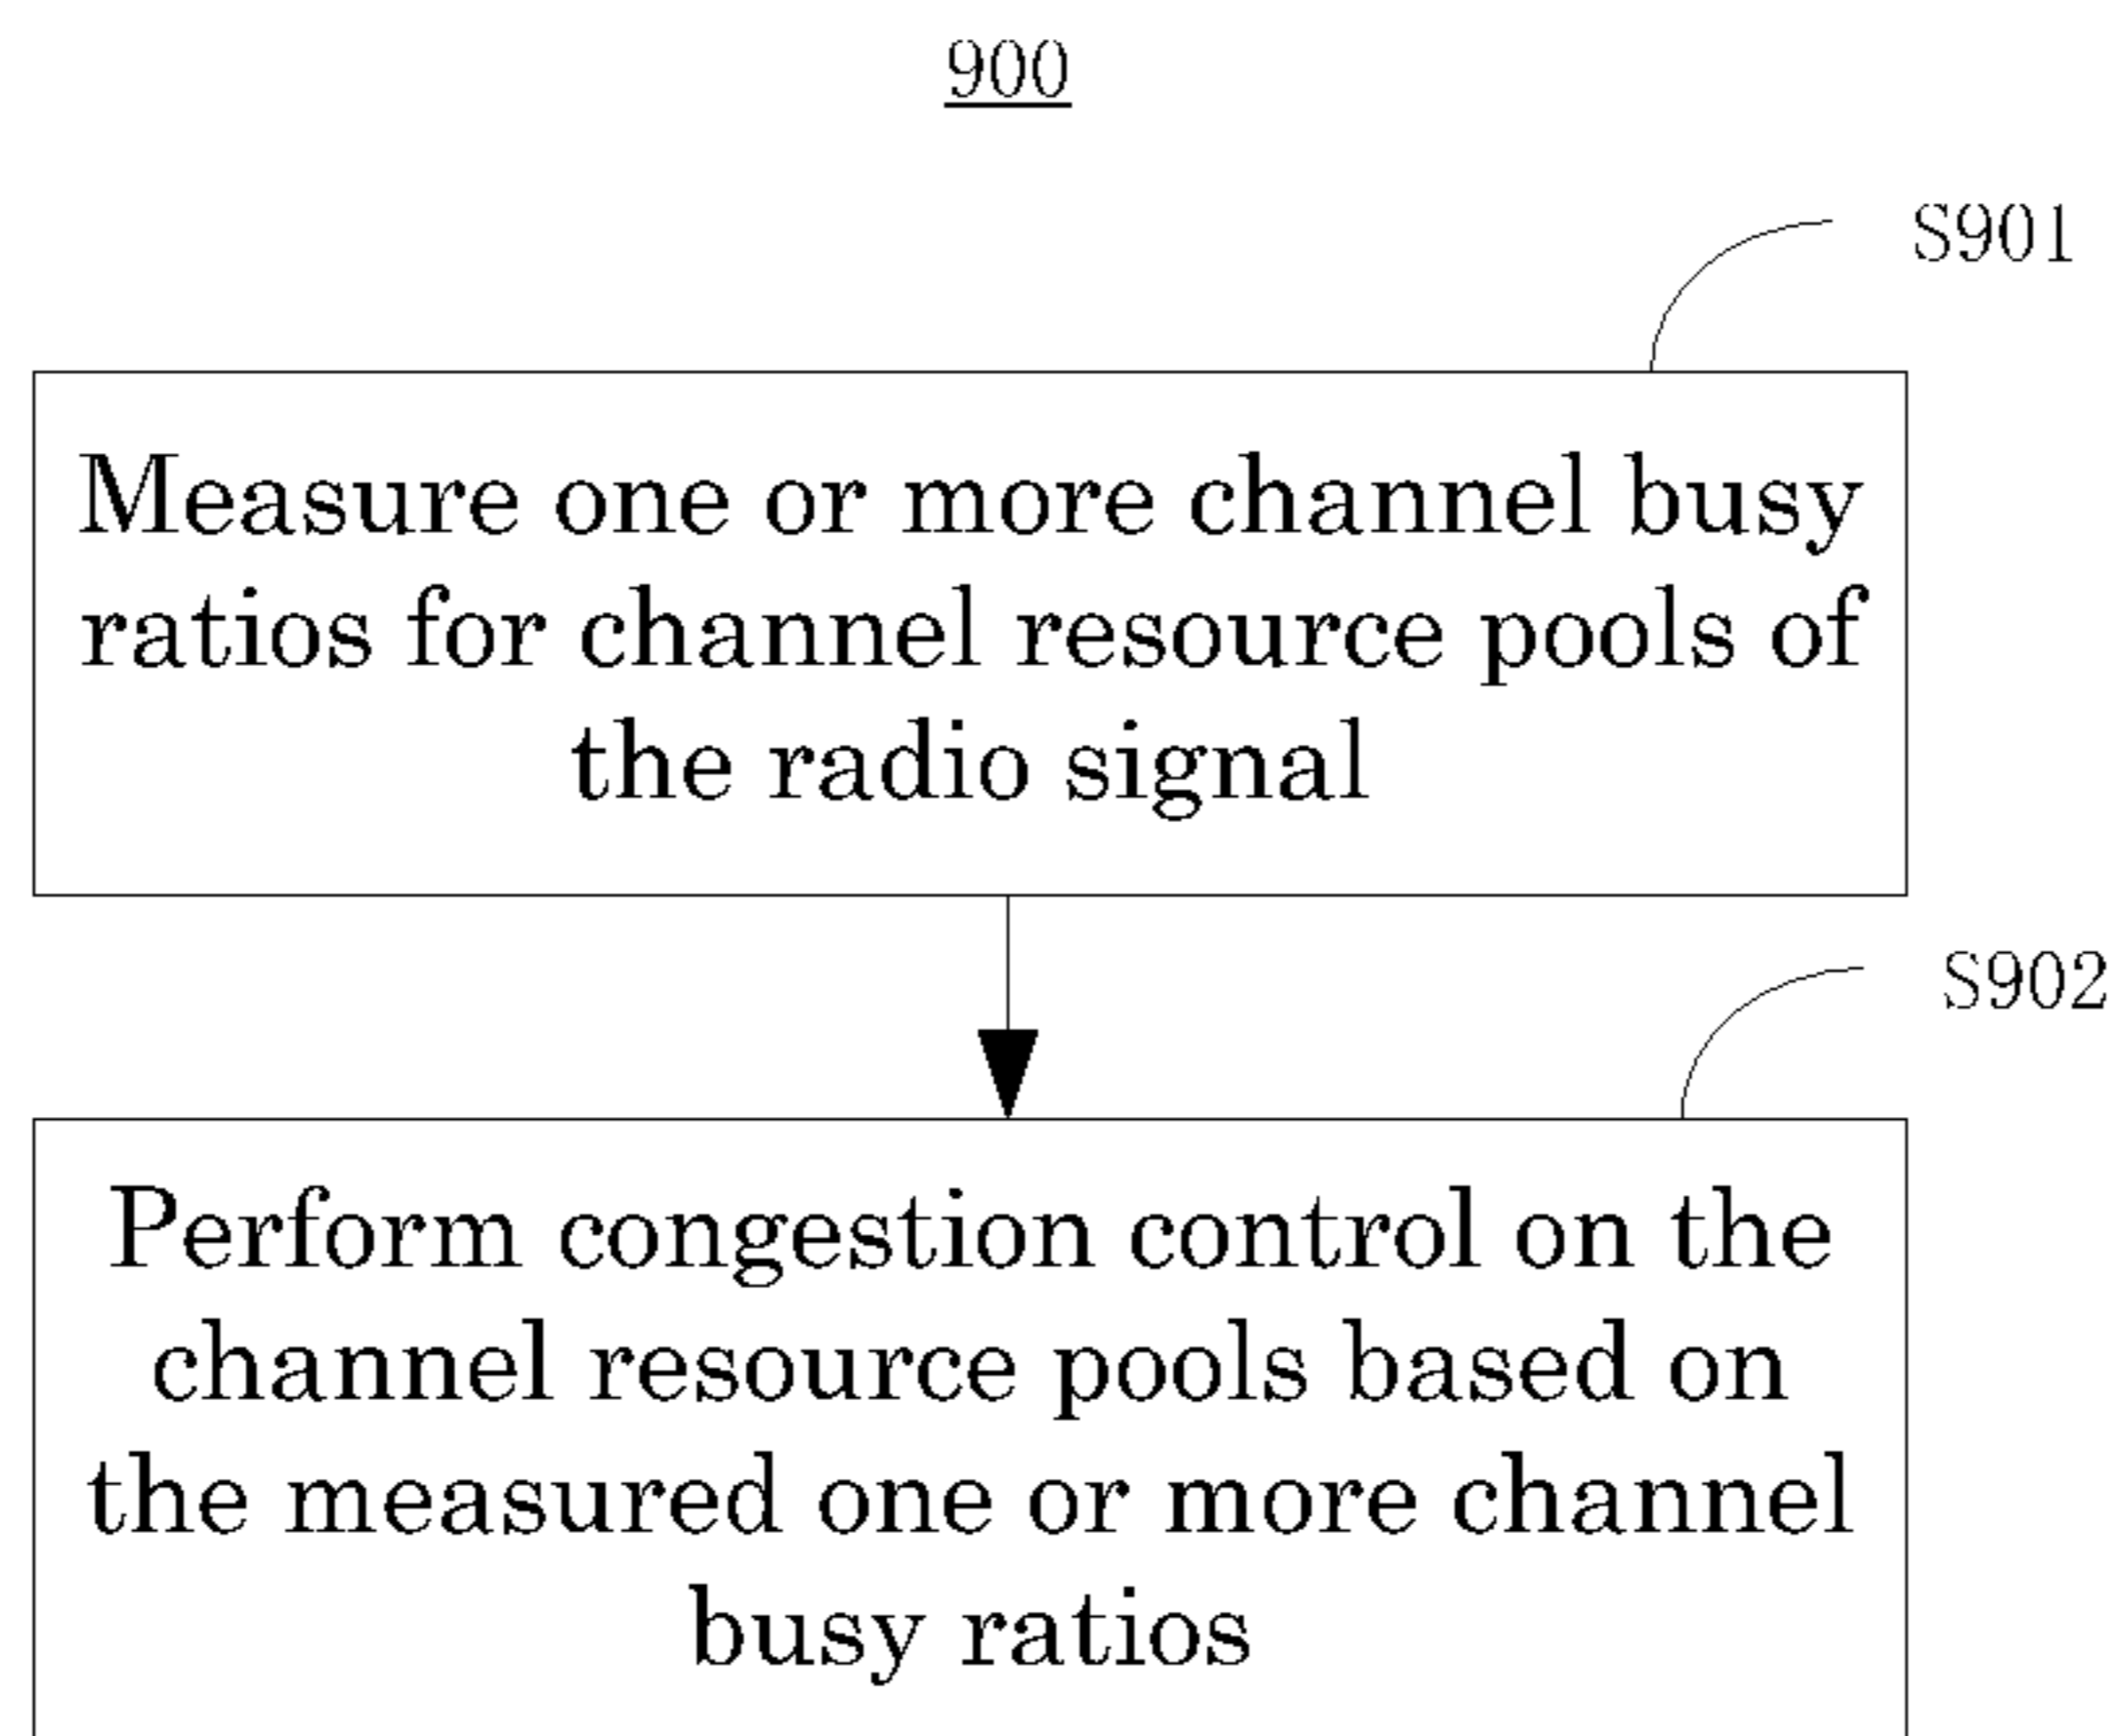 900
S901
Measure one or more channel busy
ratios for channel resource pools of
the radio signal
S902
Perform congestion control on the
channel resource pools based on
the measured one or more channel
busy ratios